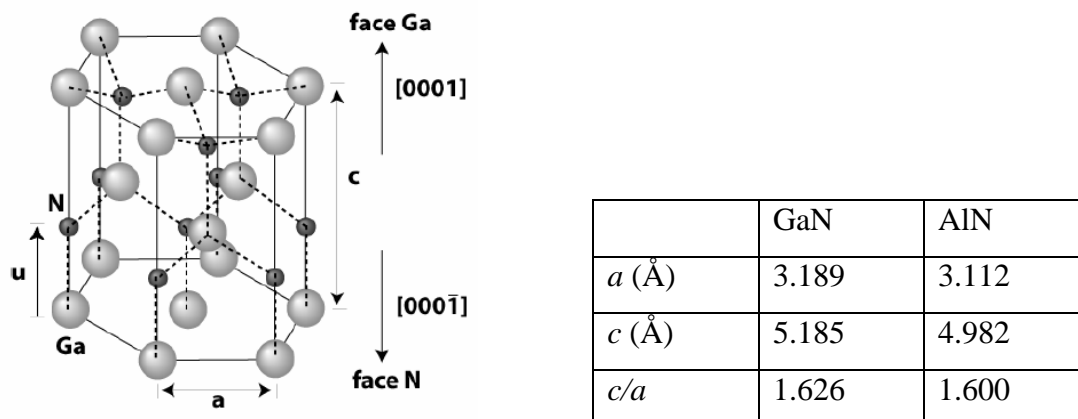 face Ga
[0001]
c
N
u
[0001̄]
Ga
face N
a
GaN AlN
a (Å) 3.189 3.112
c (Å) 5.185 4.982
c/a 1.626 1.600